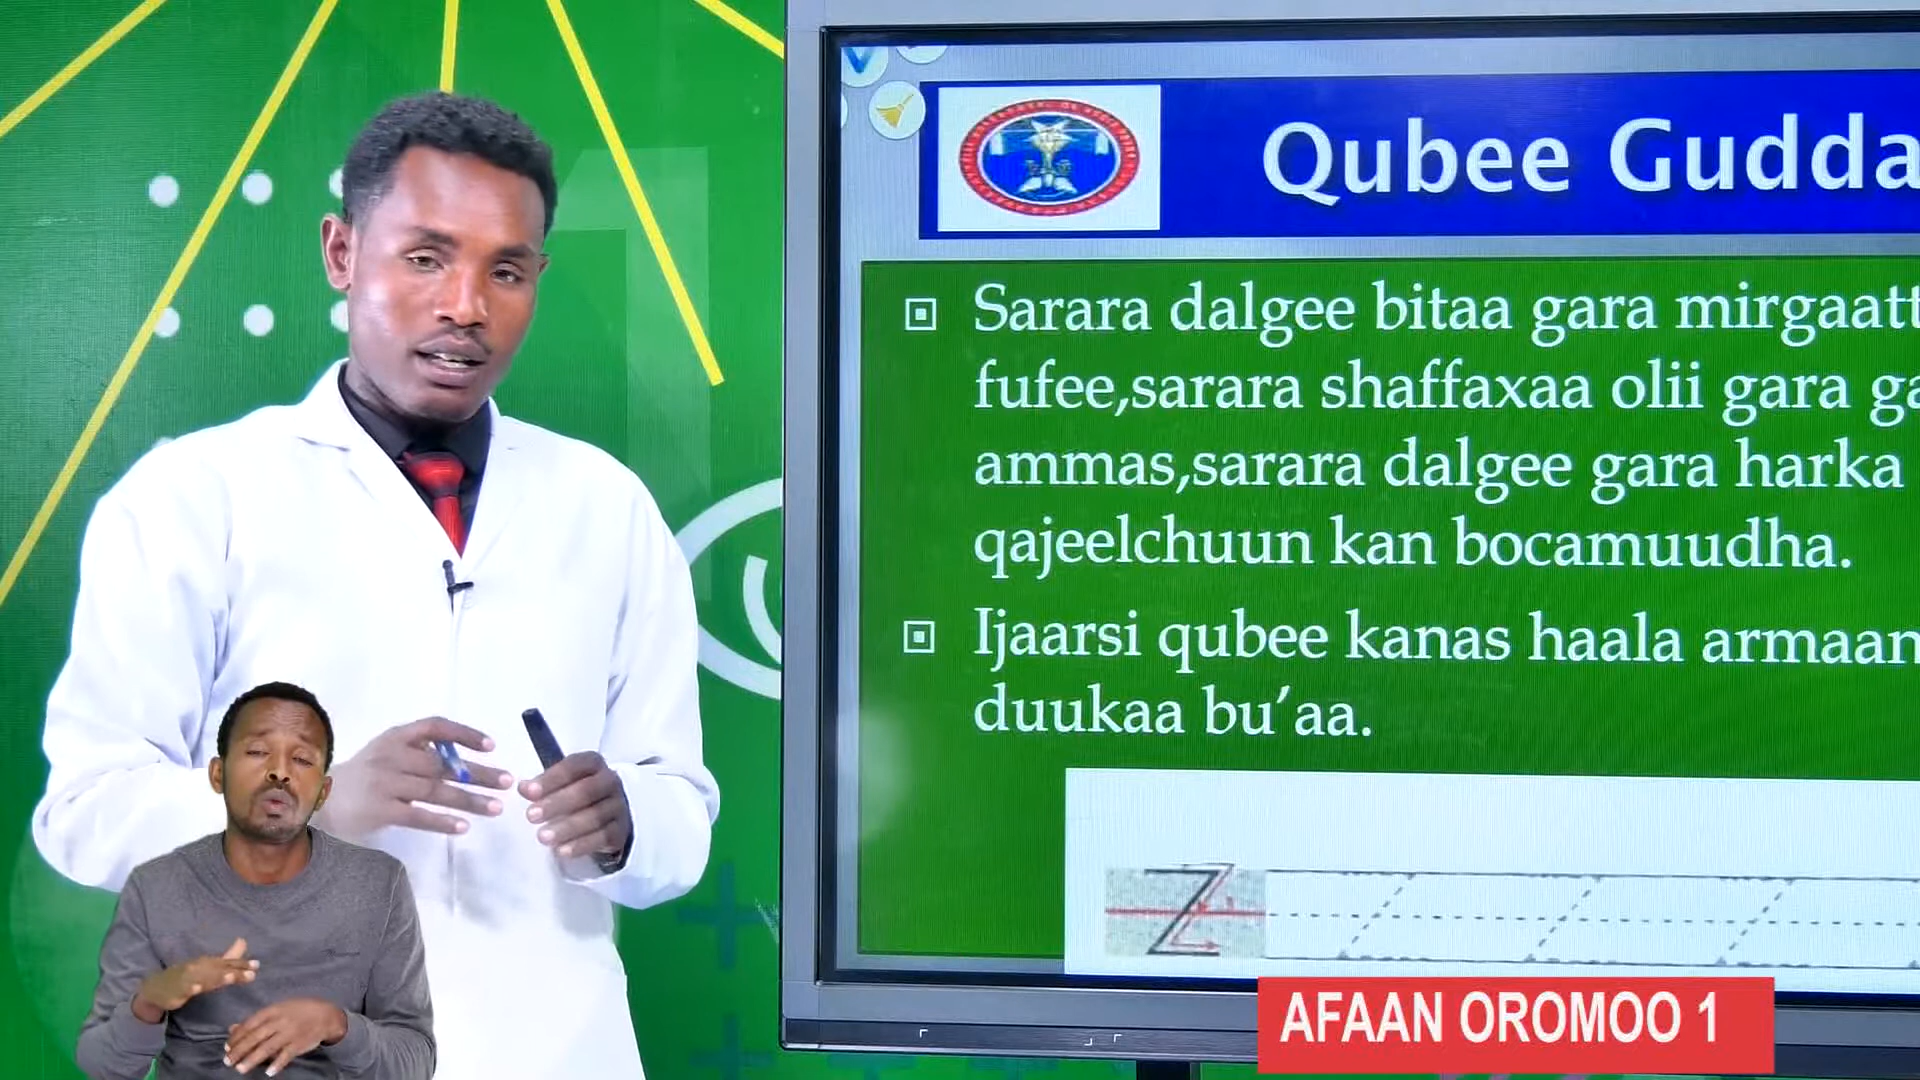 Qubee Gudda
Sarara dalgee bitaa gara mirgaatt
fufee,sarara shaffaxaa olii gara ga
ammas,sarara dalgee gara harka
qajeelchuun kan bocamuudha.
Ijaarsi qubee kanas haala armaan
duukaa bu’aa.
Z
AFAAN OROMOO 1